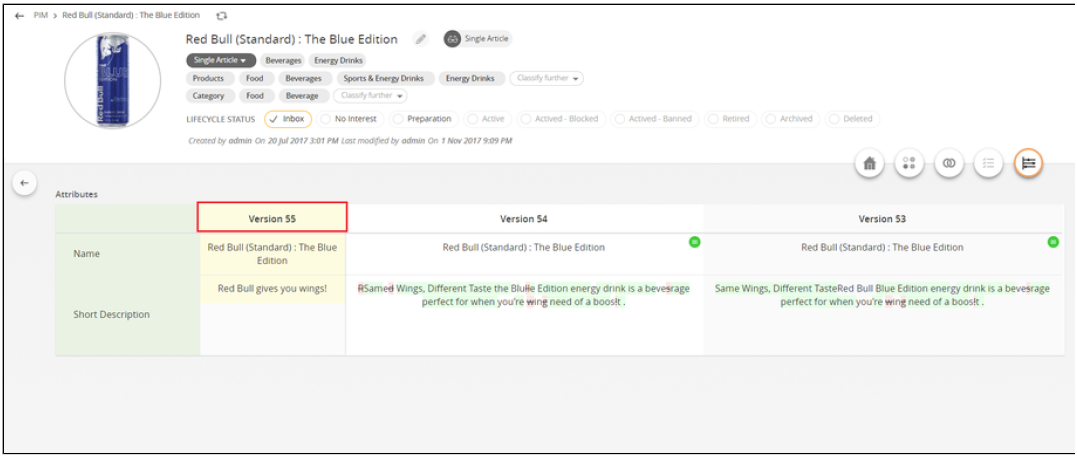 PIM > Red Bull (Standard) : The Blue Edition
Red Bull (Standard) : The Blue Edition Single Article
Single Article Beverages Energy Drinks
Products Food Beverages Sports & Energy Drinks Energy Drinks Classify further
Category Food Beverage Classify further
LIFECYCLE STATUS Inbox No Interest Preparation Active Actived - Blocked Actived - Banned Retired Archived Deleted
Created by admin On 20 Jul 2017 3:01 PM Last modified by admin On 1 Nov 2017 9:09 PM
Attributes
Version 55 Version 54 Version 53
Name Red Bull (Standard) : The Blue Red Bull (Standard) : The Blue Edition Red Bull (Standard) : The Blue Edition
Edition
Red Bull gives you wings! RSamed Wings, Different Taste the Blulle Edition energy drink is a bevesrage Same Wings, Different TasteRed Bull Blue Edition energy drink is a bevesrage
perfect for when you're wing need of a boos!t . perfect for when you're wing need of a boos!t .
Short Description